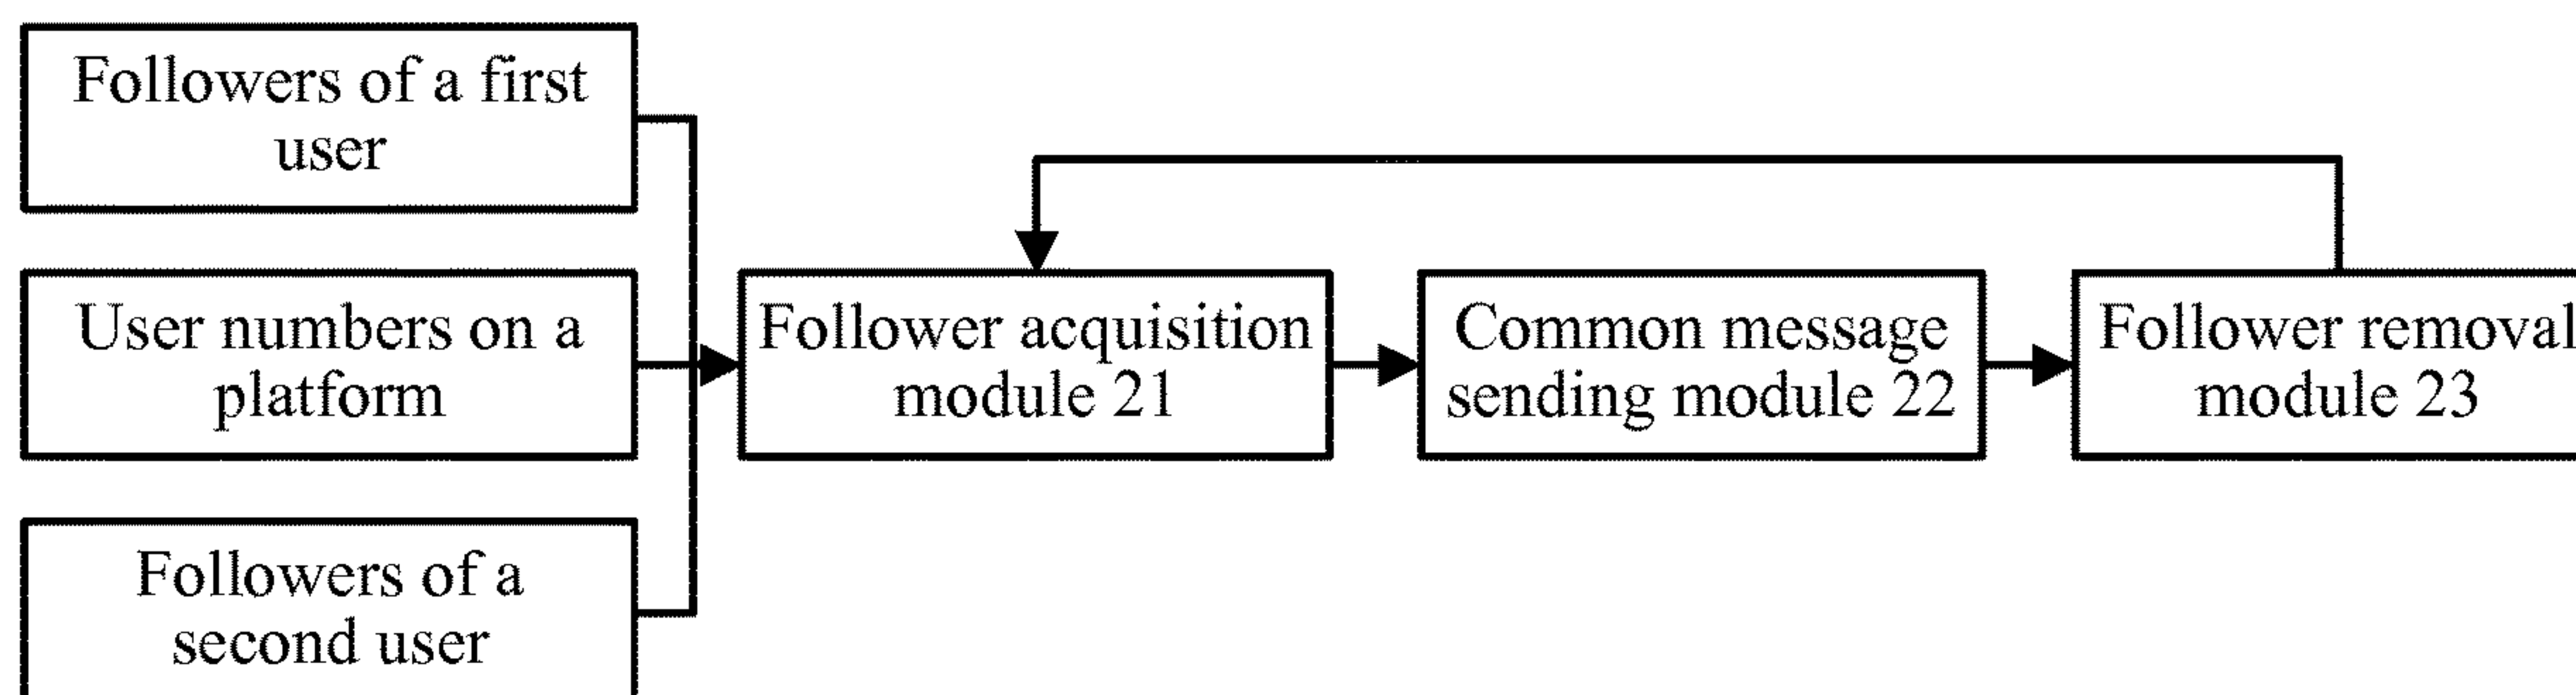 Followers of a first
user
User numbers on a
platform
Followers of a
second user
Follower acquisition
module 21
Common message
sending module 22
Follower removal
module 23